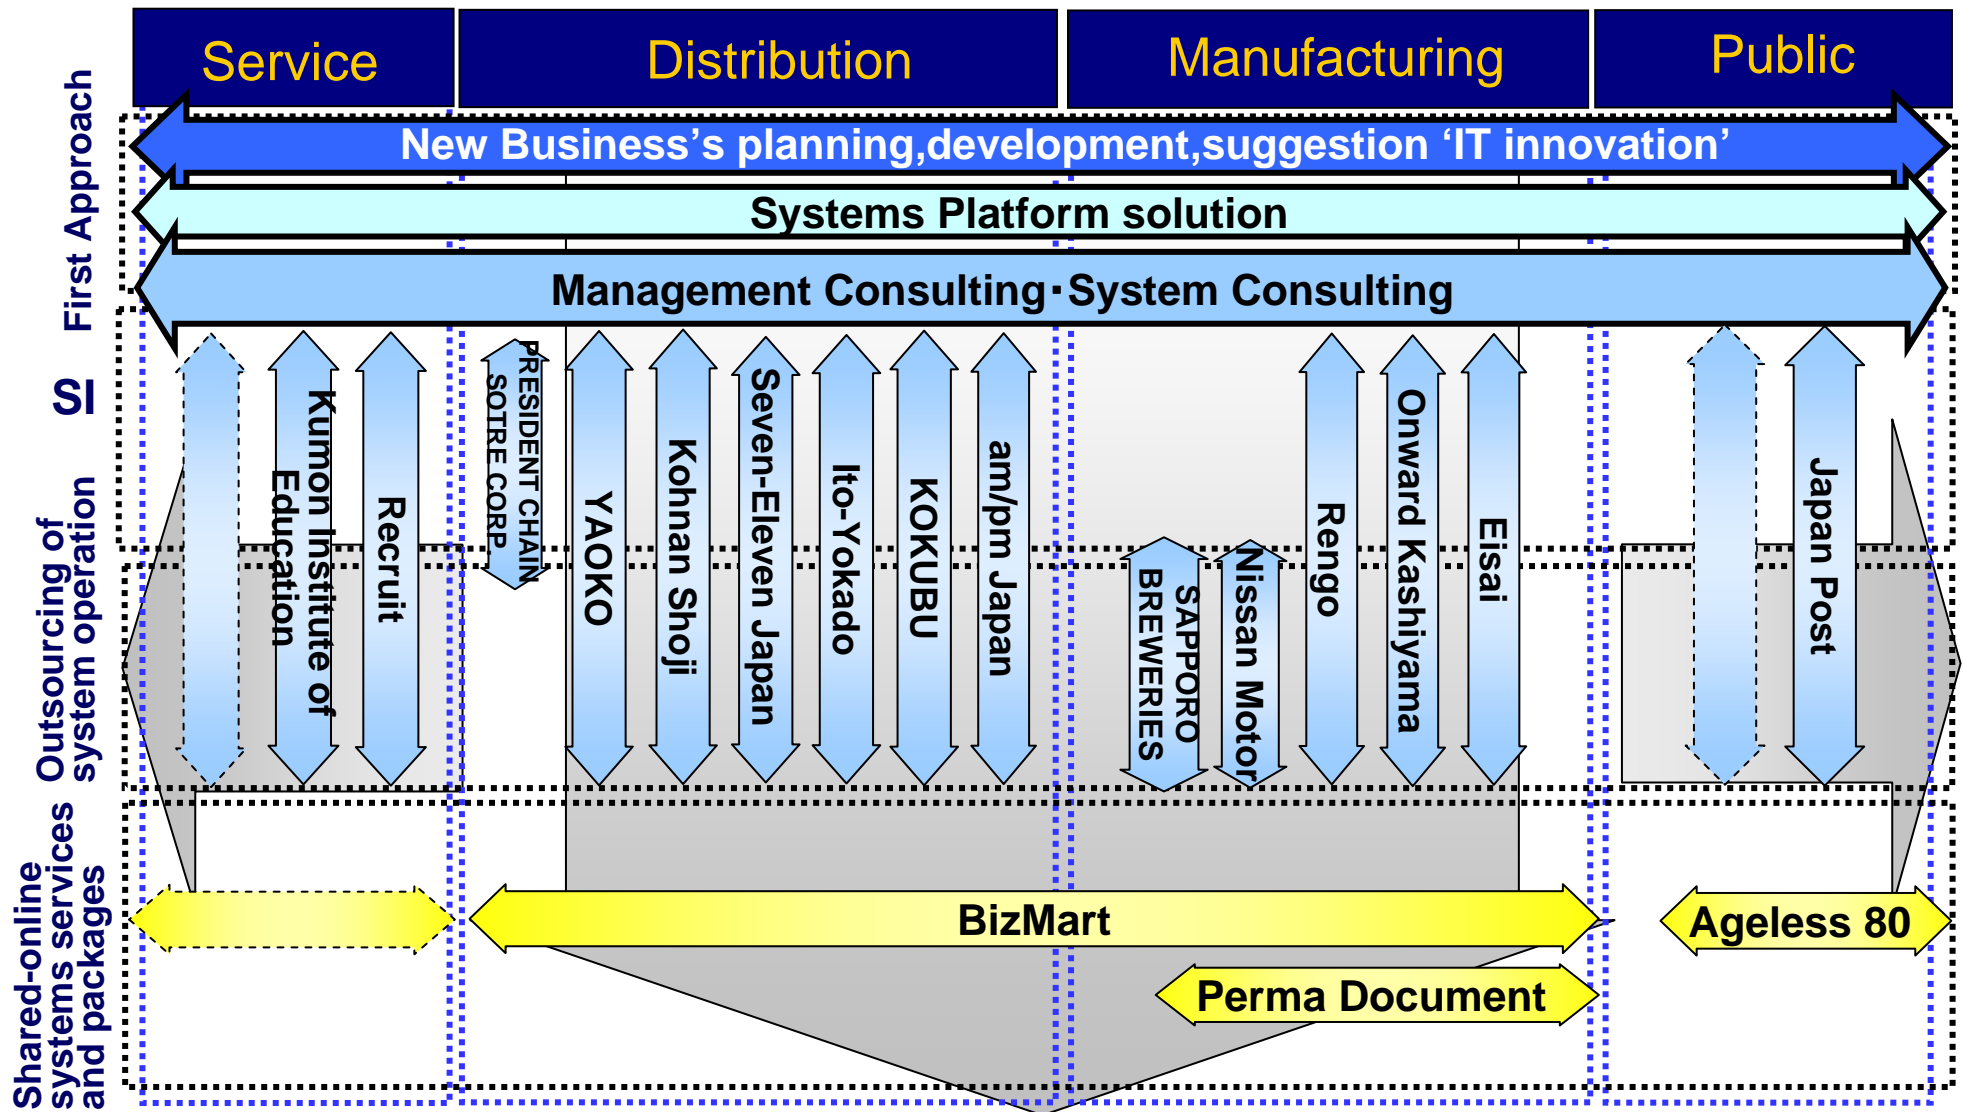 Service
Distribution
Manufacturing
Public
First Approach
New Business’s planning,development,suggestion ‘IT innovation’
Systems Platform solution
Management Consulting・System Consulting
SI
Kumon Institute of
Education
Recruit
PRESIDENT CHAIN
SOTRE CORP.
YAOKO
Kohnan Shoji
Seven-Eleven Japan
Ito-Yokado
KOKUBU
am/pm Japan
SAPPORO
BREWERIES
Nissan Motor
Rengo
Onward Kashiyama
Eisai
Japan Post
Outsourcing of
system operation
Shared-online
systems services
and packages
BizMart
Ageless 80
Perma Document